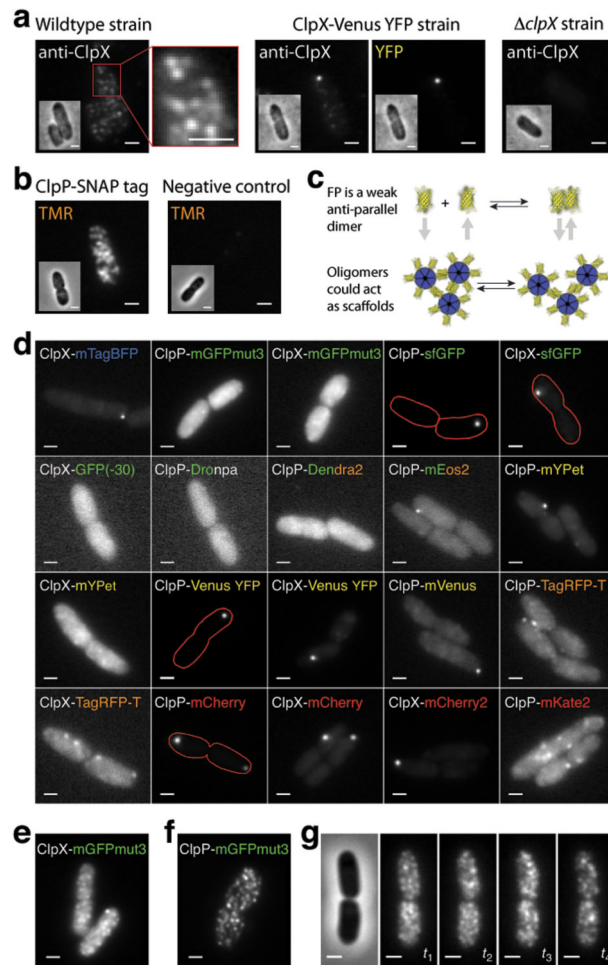 a Wildtype strain ClpX-Venus YFP strain ΔclpX strain
anti-ClpX anti-ClpX YFP anti-ClpX
b ClpP-SNAP tag Negative control
TMR TMR
c
FP is a weak
anti-parallel
dimer
+
Oligomers
could act
as scaffolds
d
ClpX-mTagBFP ClpP-mGFPmut3 ClpX-mGFPmut3 ClpP-sfGFP ClpX-sfGFP
ClpX-GFP(-30) ClpP-Dronpa ClpP-Dendra2 ClpP-mEos2 ClpP-mYPet
ClpX-mYPet ClpP-Venus YFP ClpX-Venus YFP ClpP-mVenus ClpP-TagRFP-T
ClpX-TagRFP-T ClpP-mCherry ClpX-mCherry ClpX-mCherry2 ClpP-mKate2
e f g
ClpX-mGFPmut3 ClpP-mGFPmut3
t1 t2 t3